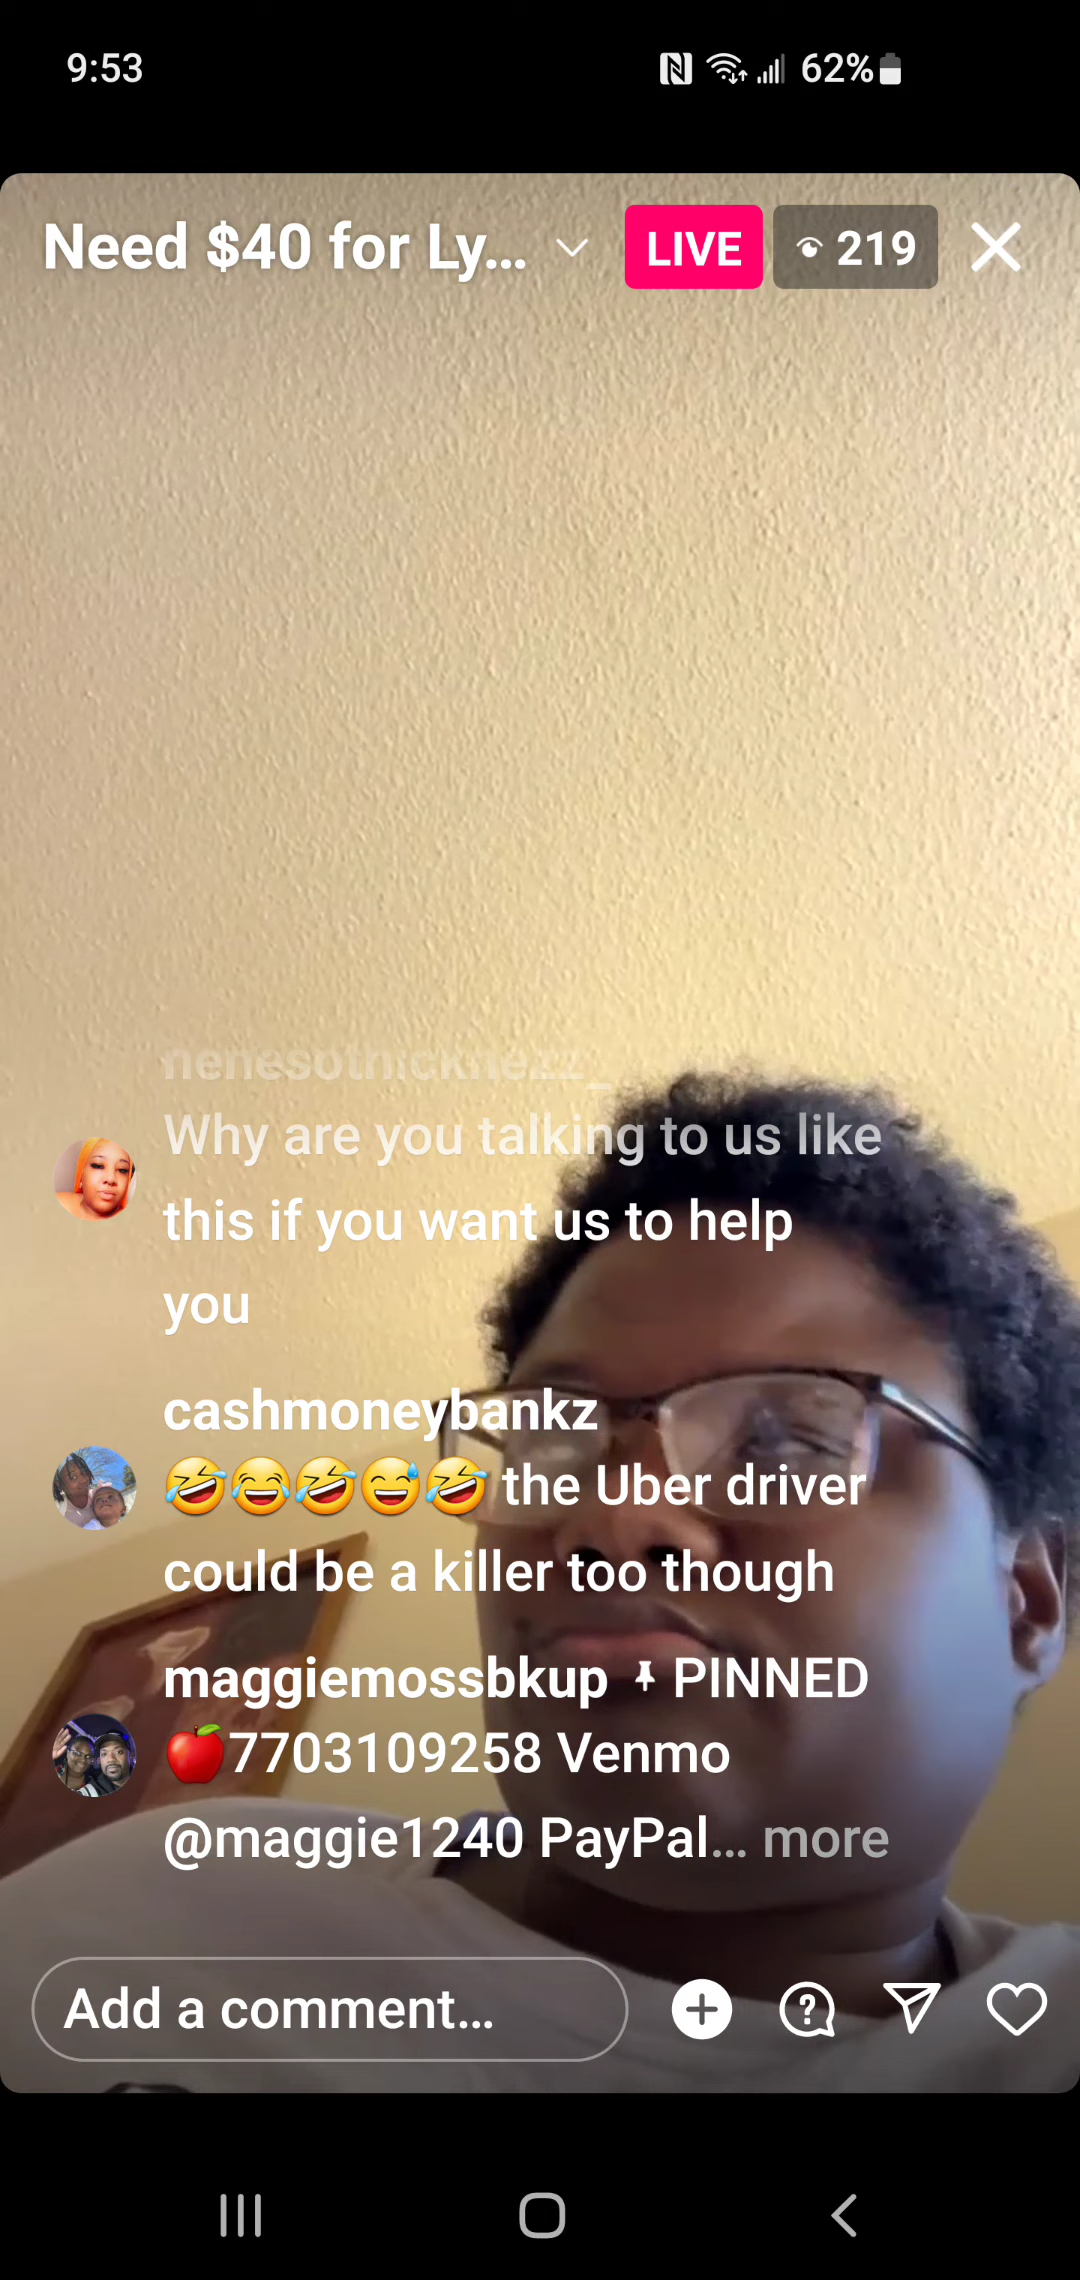 9:53
62%
Need $40 for Ly...
LIVE
219
Why are you talking to us like
this if you want us to help
you
cashmoneybankz
🤣😂🤣😅🤣 the Uber driver
could be a killer too though
maggiemossbkup PINNED
🍎7703109258 Venmo
@maggie1240 PayPal... more
Add a comment...